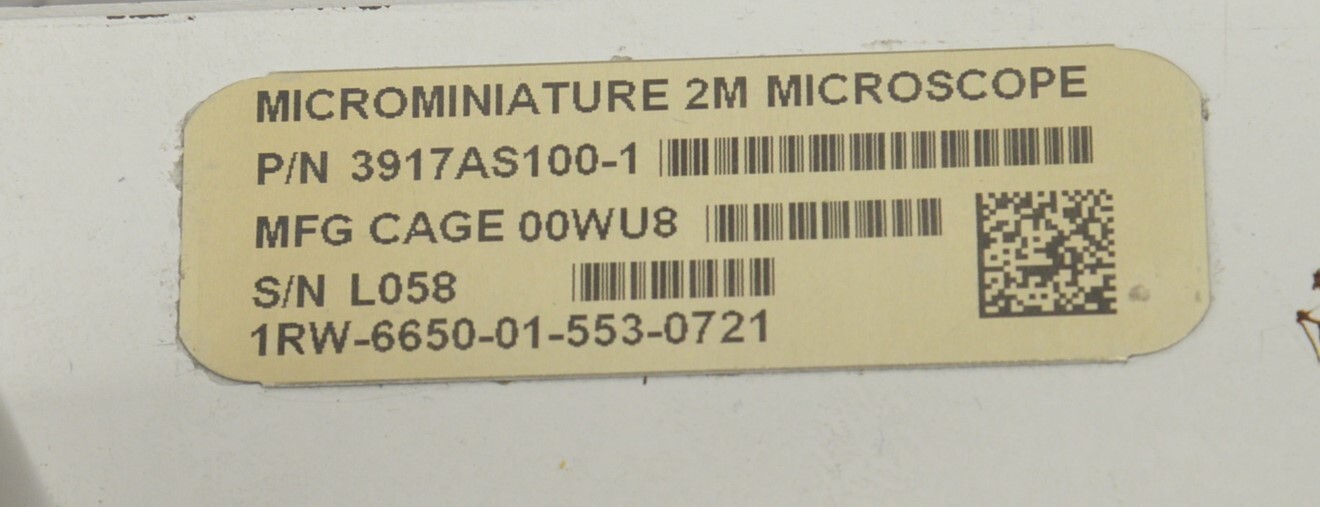 MICROMINIATURE 2M MICROSCOPE
P/N 3917AS100-1
MFG CAGE 00WU8
S/N L058
1RW-6650-01-553-0721